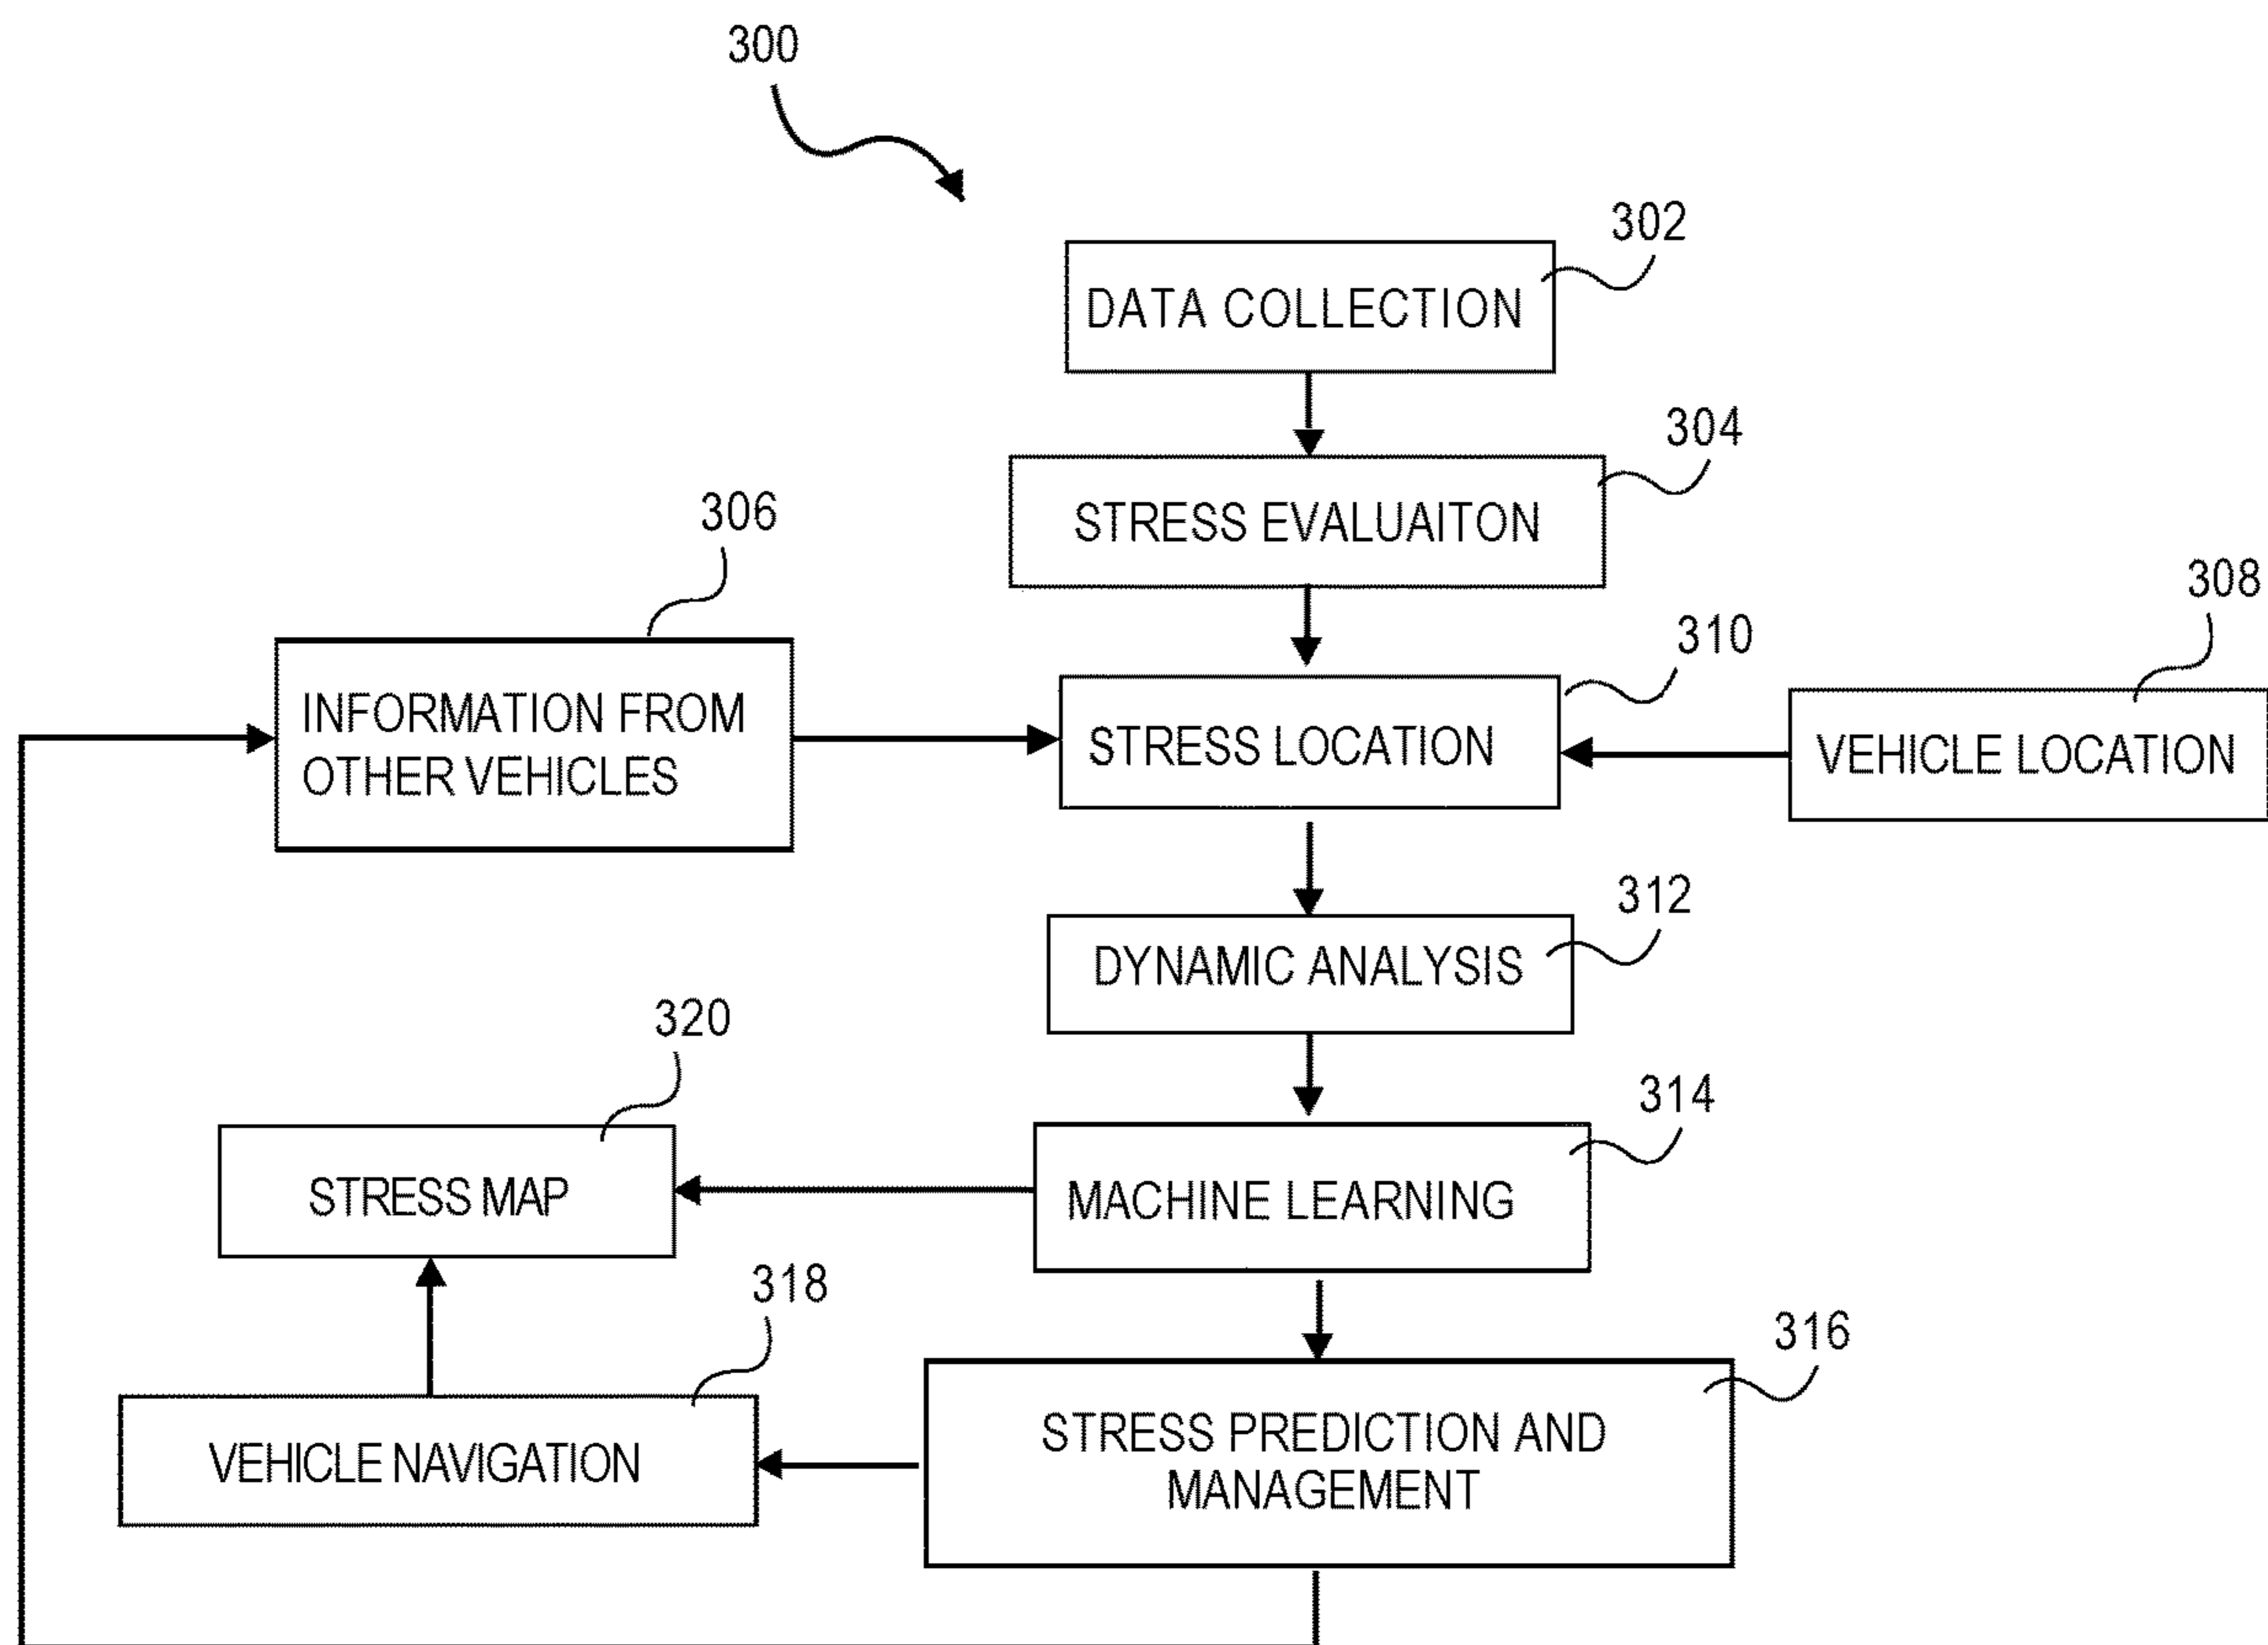 300
302
DATA COLLECTION
304
STRESS EVALUAITON
306
308
310
INFORMATION FROM
OTHER VEHICLES
STRESS LOCATION
VEHICLE LOCATION
312
DYNAMIC ANALYSIS
320
314
STRESS MAP
MACHINE LEARNING
318
316
VEHICLE NAVIGATION
STRESS PREDICTION AND
MANAGEMENT